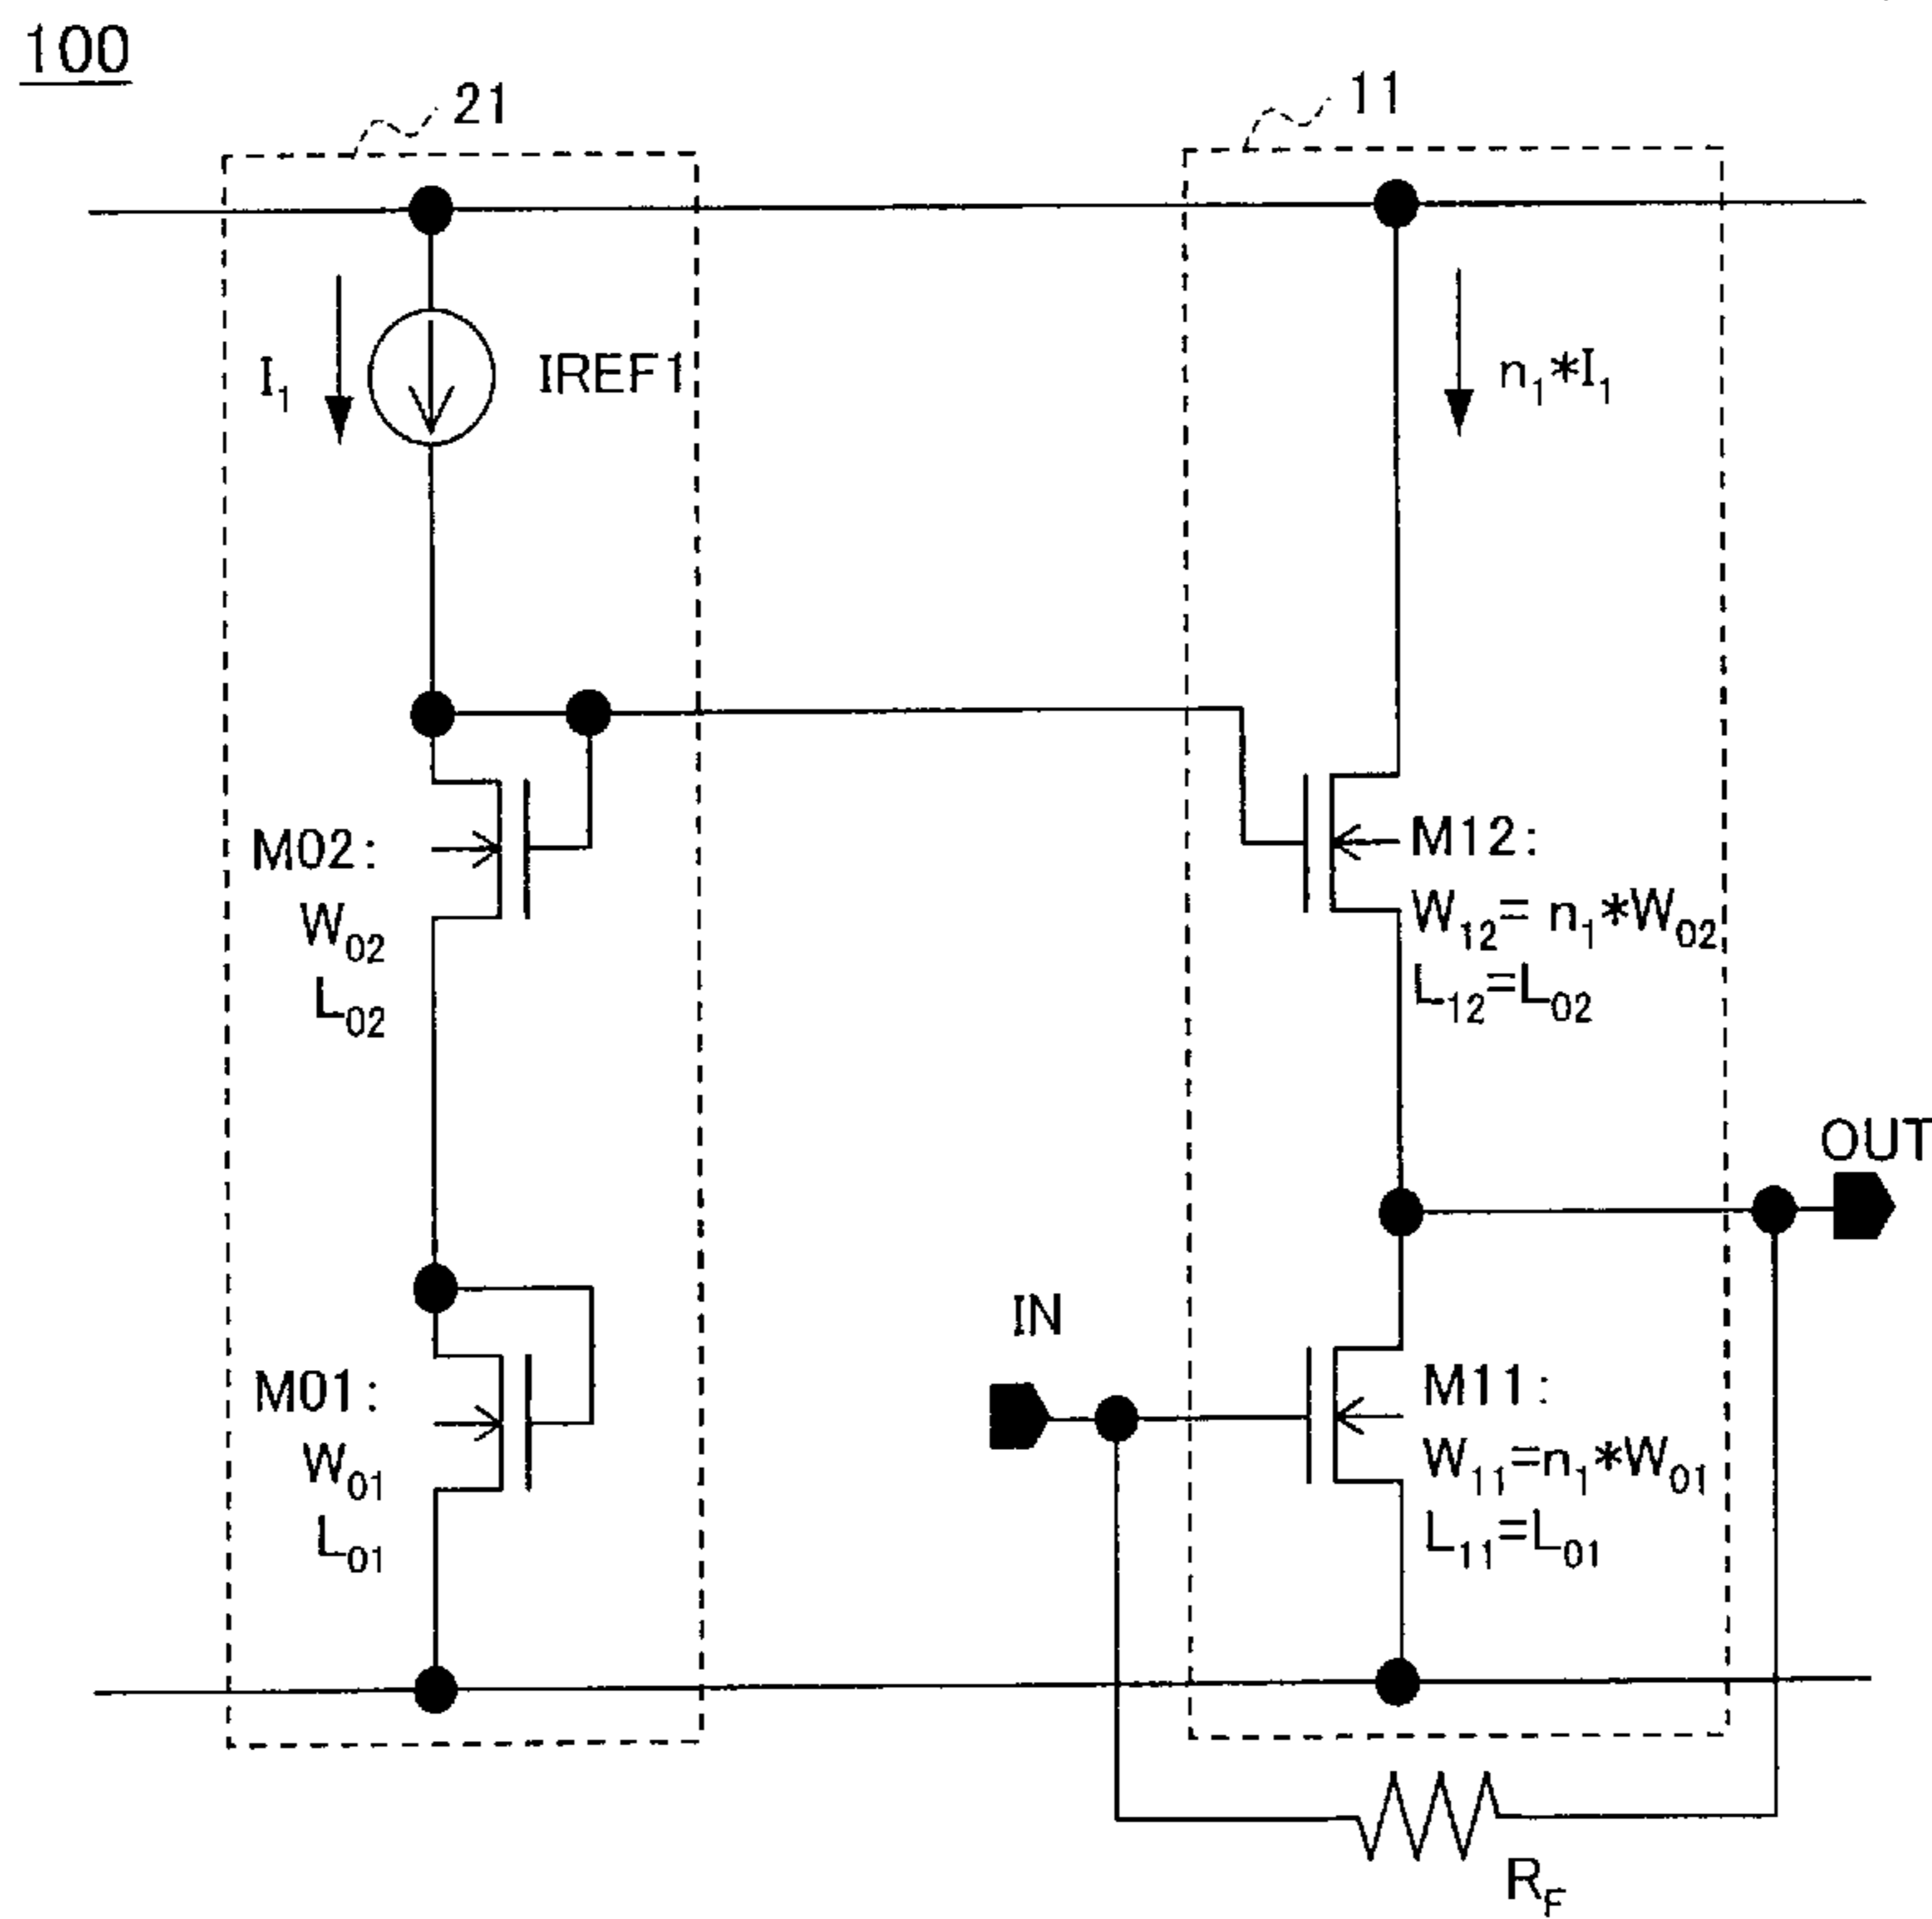 100
21
11
I₁
IREF1
n₁*I₁
M02:
W₀₂
L₀₂
M12:
W₁₂= n₁*W₀₂
L₁₂=L₀₂
OUT
IN
M01:
W₀₁
L₀₁
M11:
W₁₁=n₁*W₀₁
L₁₁=L₀₁
R_F